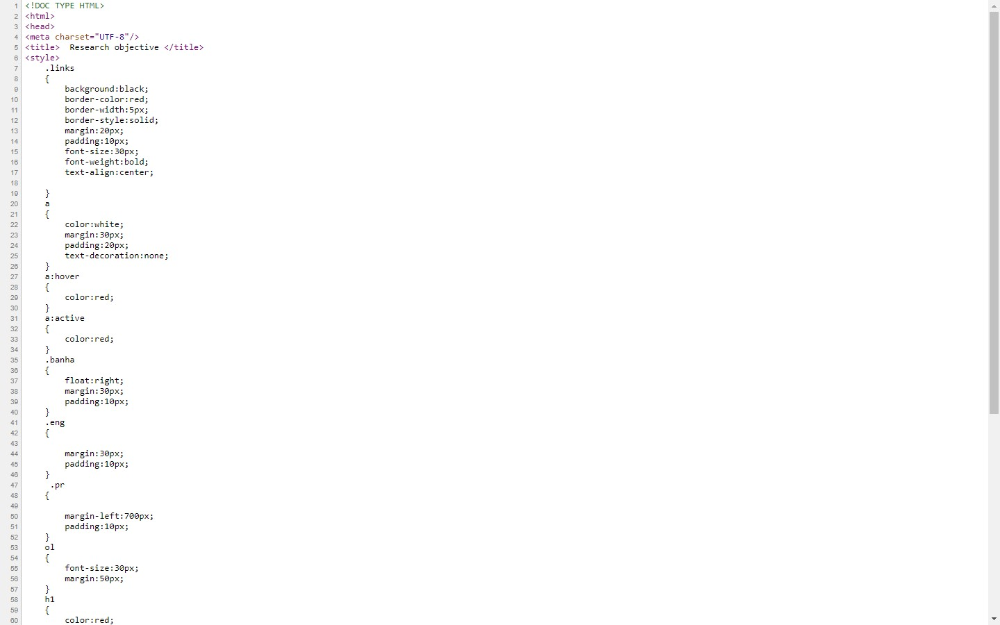 1 <!DOC TYPE HTML>
2 <html>
3 <head>
4 <meta charset="UTF-8"/>
5 <title>  Research objective </title>
6 <style>
7     .links
8     {
9         background:black;
10         border-color:red;
11         border-width:5px;
12         border-style:solid;
13         margin:20px;
14         padding:10px;
15         font-size:30px;
16         font-weight:bold;
17         text-align:center;
18
19     }
20     a
21     {
22         color:white;
23         margin:30px;
24         padding:20px;
25         text-decoration:none;
26     }
27     a:hover
28     {
29         color:red;
30     }
31     a:active
32     {
33         color:red;
34     }
35     .banha
36     {
37         float:right;
38         margin:30px;
39         padding:10px;
40     }
41     .eng
42     {
43
44         margin:30px;
45         padding:10px;
46     }
47      .pr
48     {
49
50         margin-left:700px;
51         padding:10px;
52     }
53     ol
54     {
55         font-size:30px;
56         margin:50px;
57     }
58     h1
59     {
60         color:red;